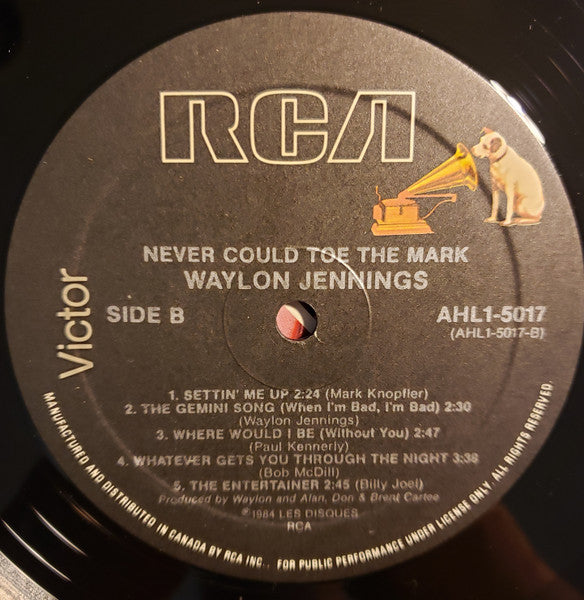 RCA
NEVER COULD TOE THE MARK
WAYLON JENNINGS
Victor
SIDE B
AHL1-5017
(AHL1-5017-B)
1. SETTIN' ME UP 2:24 (Mark Knopfler)
2. THE GEMINI SONG (When I'm Bad, I'm Bad) 2:30
(Waylon Jennings)
3. WHERE WOULD I BE (Without You) 2:47
(Paul Kennerly)
4. WHATEVER GETS YOU THROUGH THE NIGHT 3:38
(Bob McDill)
5. THE ENTERTAINER 2:45 (Billy Joel)
Produced by Waylon and Alan, Don & Brent Cartee
℗1984 LES DISQUES
RCA
MANUFACTURED AND DISTRIBUTED IN CANADA BY RCA INC., FOR PUBLIC PERFORMANCE UNDER LICENSE ONLY. ALL RIGHTS RESERVED.